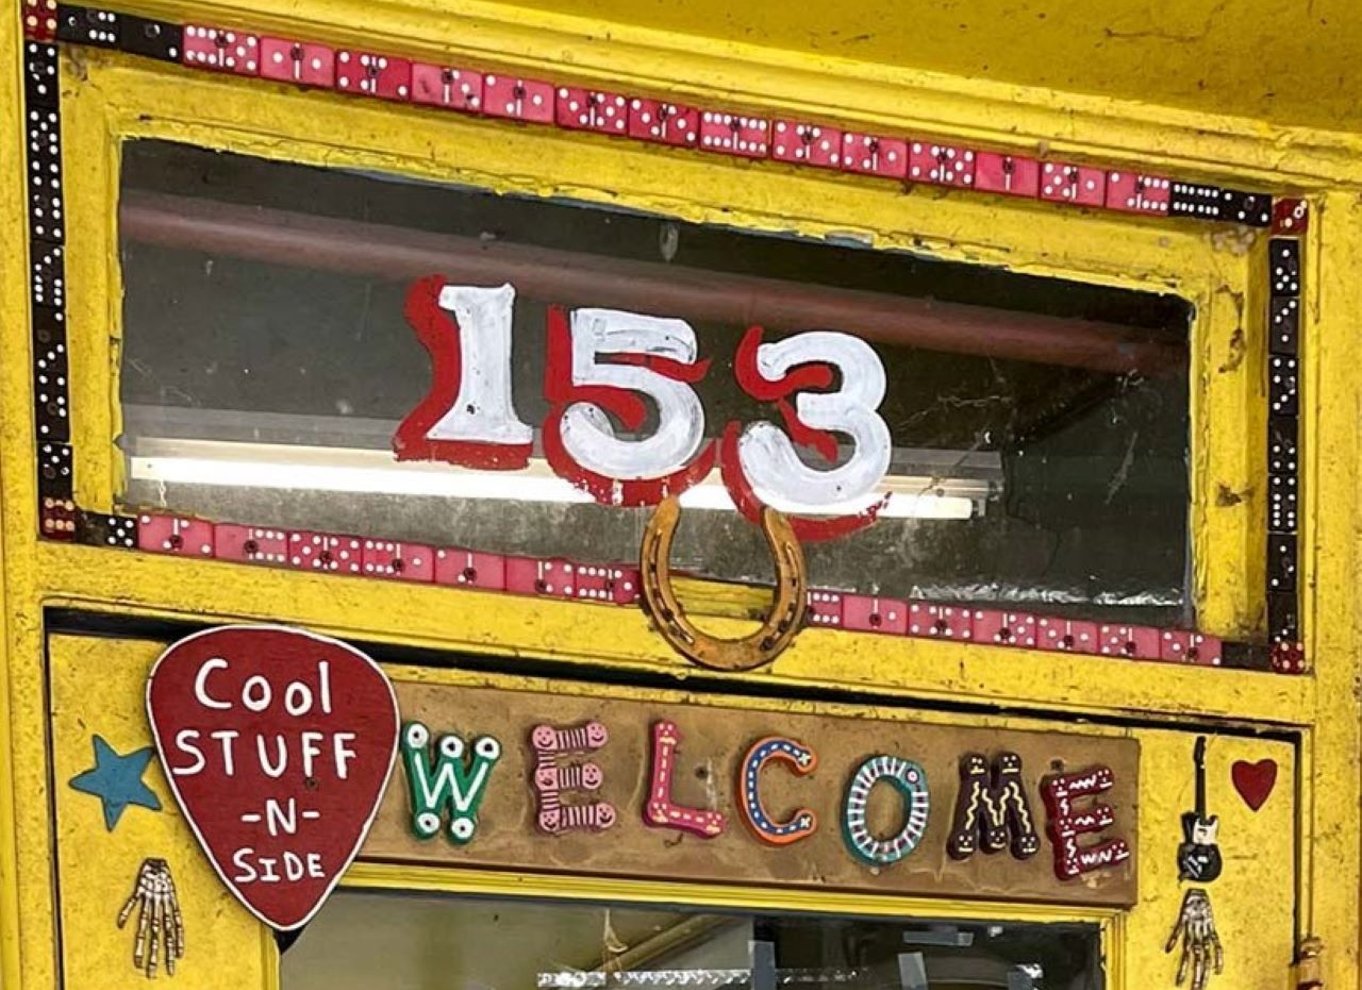 153
Cool
STUFF
-N-
SIDE
WELCOME